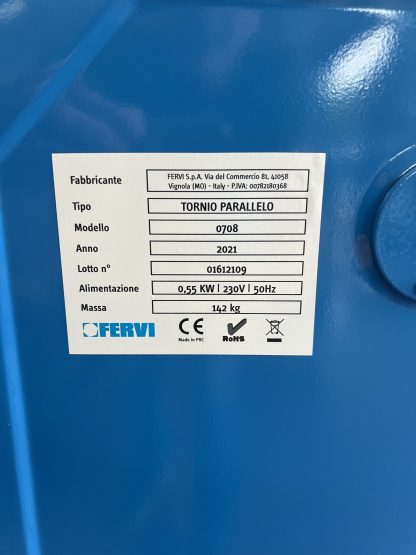 Fabbricante FERVI S.p.A. Via del Commercio 81, 41058
Vignola (MO) - Italy - P.IVA: 00782180368
Tipo TORNIO PARALLELO
Modello 0708
Anno 2021
Lotto n° 01612109
Alimentazione 0,55 KW | 230V | 50Hz
Massa 142 kg
FERVI CE Made in PRC RoHS